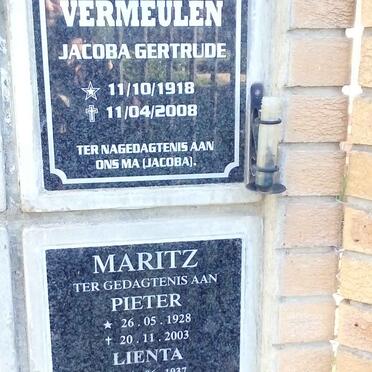 VERMEULEN
JACOBA GERTRUDE
11/10/1918
11/04/2008
TER NAGEDAGTENIS AAN
ONS MA (JACOBA).
MARITZ
TER GEDAGTENIS AAN
PIETER
★ 26 . 05 . 1928
✝ 20 . 11 . 2003
LIENTA